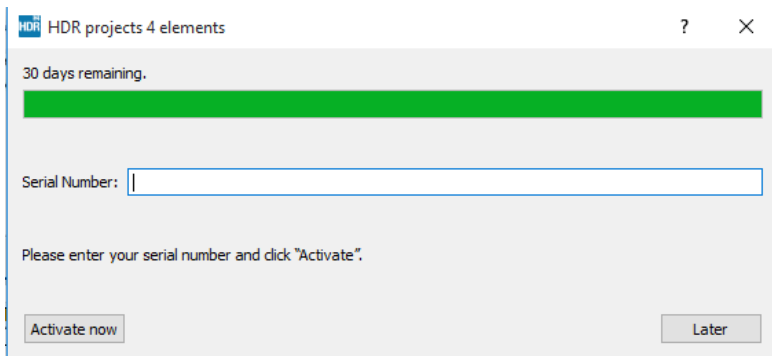 HDR HDR projects 4 elements
30 days remaining.
Serial Number:
Please enter your serial number and click “Activate”.
Activate now Later